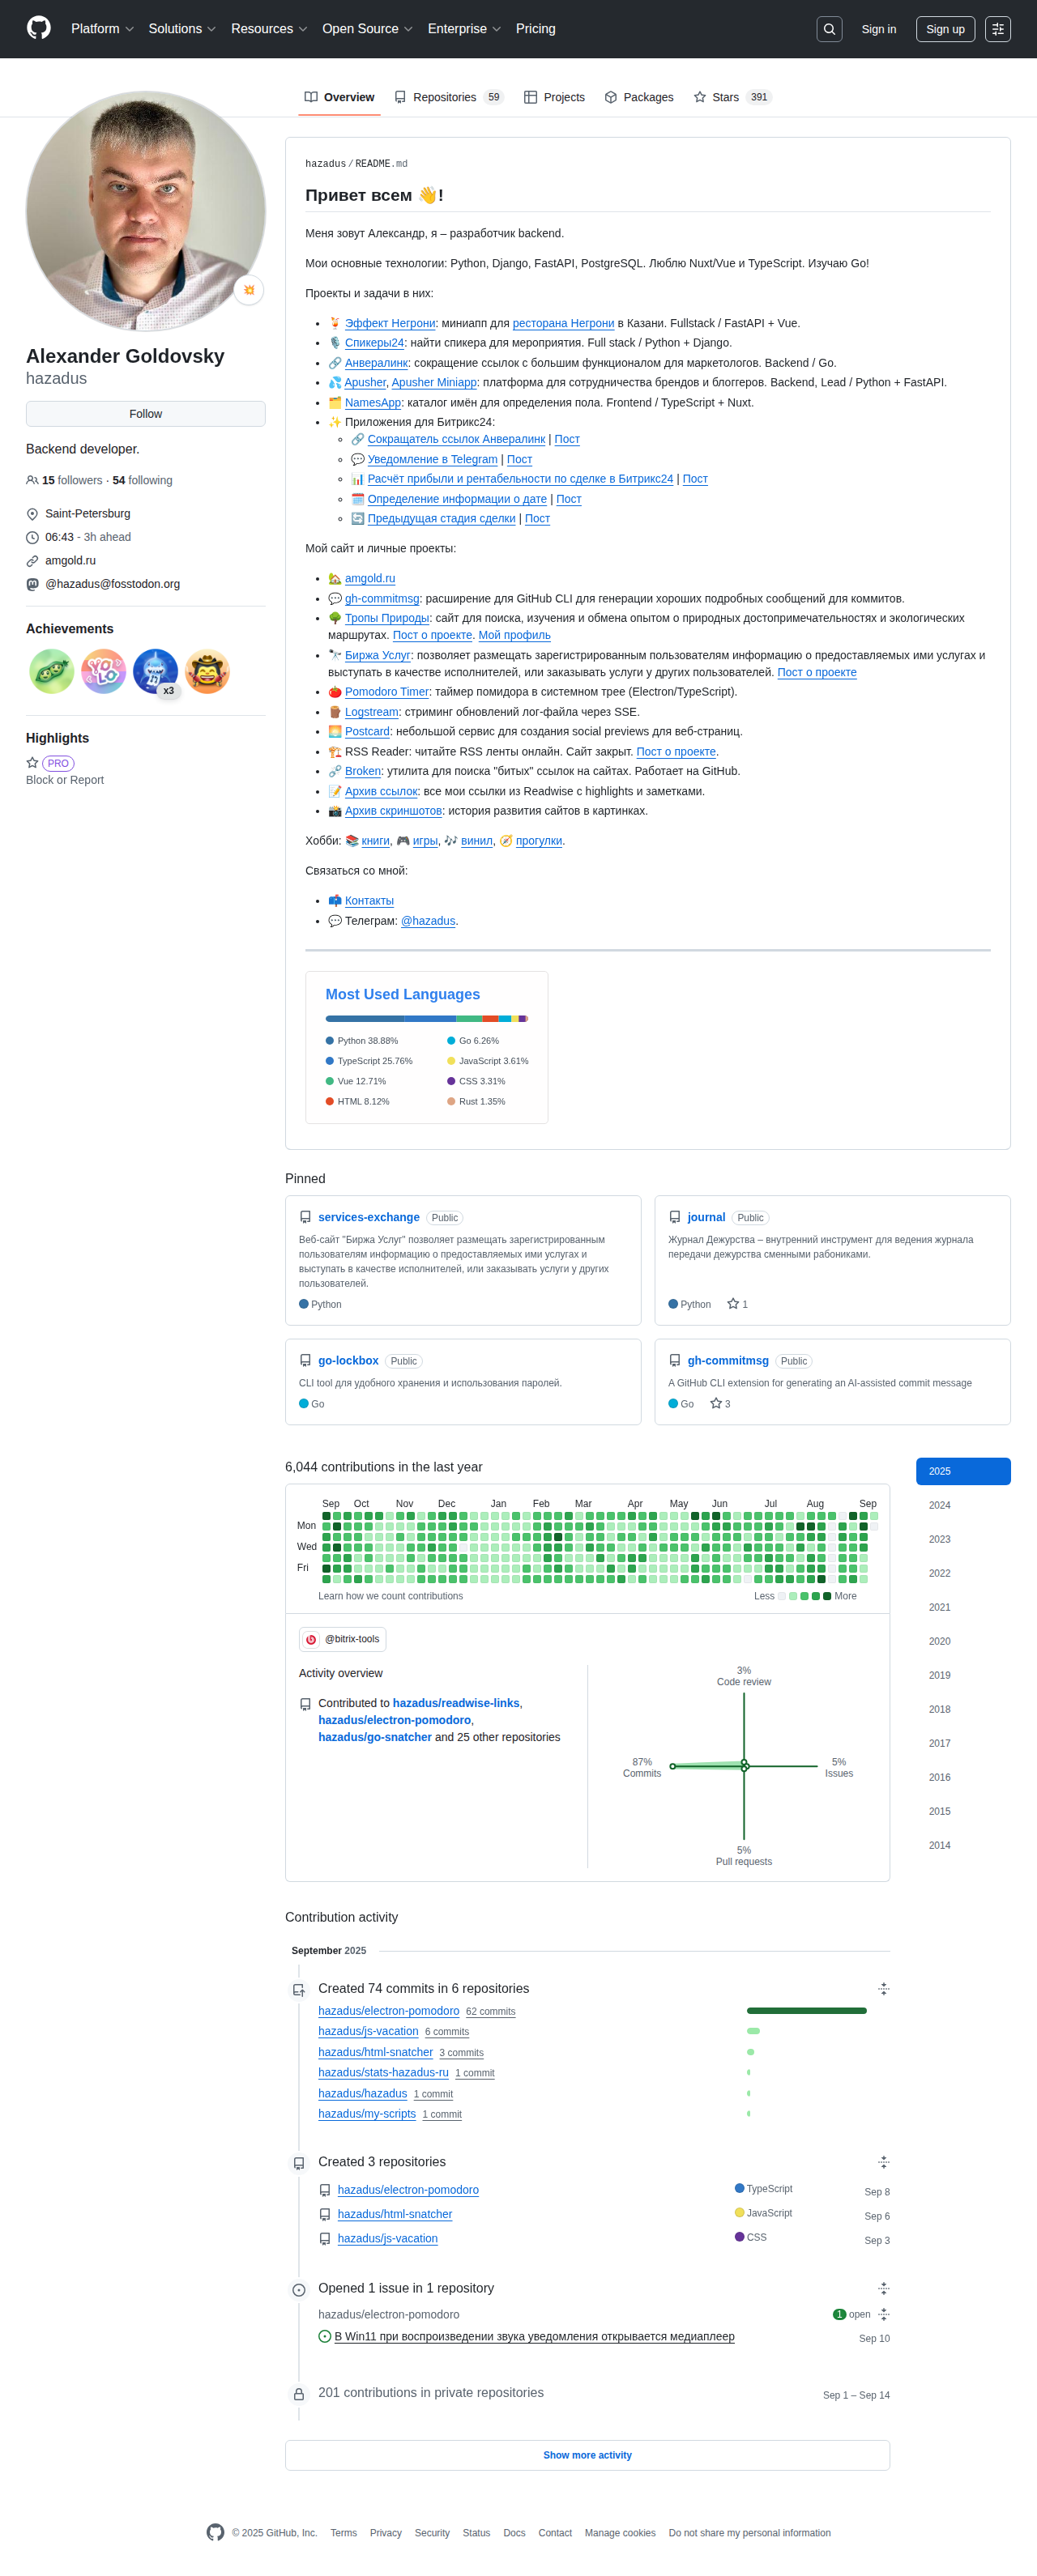 Platform Solutions Resources Open Source Enterprise Pricing Sign in Sign up
Overview Repositories 59 Projects Packages Stars 391
Alexander Goldovsky
hazadus
Follow
Backend developer.
15 followers · 54 following
Saint-Petersburg
06:43 - 3h ahead
amgold.ru
@hazadus@fosstodon.org
Achievements
YOLO
x3
Highlights
PRO
Block or Report
hazadus/README.md
Привет всем 👋!
Меня зовут Александр, я – разработчик backend.
Мои основные технологии: Python, Django, FastAPI, PostgreSQL. Люблю Nuxt/Vue и TypeScript. Изучаю Go!
Проекты и задачи в них:
🍹 Эффект Негрони: миниапп для ресторана Негрони в Казани. Fullstack / FastAPI + Vue.
🎙️ Спикеры24: найти спикера для мероприятия. Full stack / Python + Django.
🔗 Анвералинк: сокращение ссылок с большим функционалом для маркетологов. Backend / Go.
💦 Apusher, Apusher Miniapp: платформа для сотрудничества брендов и блоггеров. Backend, Lead / Python + FastAPI.
🗂️ NamesApp: каталог имён для определения пола. Frontend / TypeScript + Nuxt.
✨ Приложения для Битрикс24:
🔗 Сокращатель ссылок Анвералинк | Пост
💬 Уведомление в Telegram | Пост
📊 Расчёт прибыли и рентабельности по сделке в Битрикс24 | Пост
🗓️ Определение информации о дате | Пост
🔄 Предыдущая стадия сделки | Пост
Мой сайт и личные проекты:
🏡 amgold.ru
💬 gh-commitmsg: расширение для GitHub CLI для генерации хороших подробных сообщений для коммитов.
🌳 Тропы Природы: сайт для поиска, изучения и обмена опытом о природных достопримечательностях и экологических
маршрутах. Пост о проекте. Мой профиль
🔭 Биржа Услуг: позволяет размещать зарегистрированным пользователям информацию о предоставляемых ими услугах и
выступать в качестве исполнителей, или заказывать услуги у других пользователей. Пост о проекте
🍅 Pomodoro Timer: таймер помидора в системном трее (Electron/TypeScript).
🪵 Logstream: стриминг обновлений лог-файла через SSE.
🌅 Postcard: небольшой сервис для создания social previews для веб-страниц.
🏗️ RSS Reader: читайте RSS ленты онлайн. Сайт закрыт. Пост о проекте.
🔗 Broken: утилита для поиска "битых" ссылок на сайтах. Работает на GitHub.
📝 Архив ссылок: все мои ссылки из Readwise с highlights и заметками.
📸 Архив скриншотов: история развития сайтов в картинках.
Хобби: 📚 книги, 🎮 игры, 🎶 винил, 🧭 прогулки.
Связаться со мной:
📫 Контакты
💬 Телеграм: @hazadus.
Most Used Languages
Python 38.88% Go 6.26%
TypeScript 25.76% JavaScript 3.61%
Vue 12.71% CSS 3.31%
HTML 8.12% Rust 1.35%
Pinned
services-exchange Public
Веб-сайт "Биржа Услуг" позволяет размещать зарегистрированным
пользователям информацию о предоставляемых ими услугах и
выступать в качестве исполнителей, или заказывать услуги у других
пользователей.
Python
journal Public
Журнал Дежурства – внутренний инструмент для ведения журнала
передачи дежурства сменными рабониками.
Python 1
go-lockbox Public
CLI tool для удобного хранения и использования паролей.
Go
gh-commitmsg Public
A GitHub CLI extension for generating an AI-assisted commit message
Go 3
6,044 contributions in the last year
Sep Oct Nov Dec Jan Feb Mar Apr May Jun Jul Aug Sep
Mon
Wed
Fri
Learn how we count contributions Less More
2025
2024
2023
2022
2021
2020
2019
2018
2017
2016
2015
2014
@bitrix-tools
Activity overview
Contributed to hazadus/readwise-links,
hazadus/electron-pomodoro,
hazadus/go-snatcher and 25 other repositories
3%
Code review
87%
Commits
5%
Issues
5%
Pull requests
Contribution activity
September 2025
Created 74 commits in 6 repositories
hazadus/electron-pomodoro 62 commits
hazadus/js-vacation 6 commits
hazadus/html-snatcher 3 commits
hazadus/stats-hazadus-ru 1 commit
hazadus/hazadus 1 commit
hazadus/my-scripts 1 commit
Created 3 repositories
hazadus/electron-pomodoro TypeScript Sep 8
hazadus/html-snatcher JavaScript Sep 6
hazadus/js-vacation CSS Sep 3
Opened 1 issue in 1 repository
hazadus/electron-pomodoro 1 open
В Win11 при воспроизведении звука уведомления открывается медиаплеер Sep 10
201 contributions in private repositories Sep 1 – Sep 14
Show more activity
© 2025 GitHub, Inc. Terms Privacy Security Status Docs Contact Manage cookies Do not share my personal information